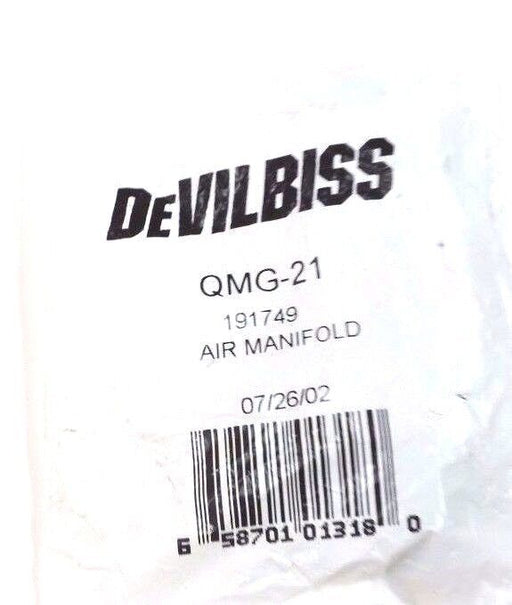 DEVILBISS
QMG-21
191749
AIR MANIFOLD
07/26/02
6 58701 01318 0